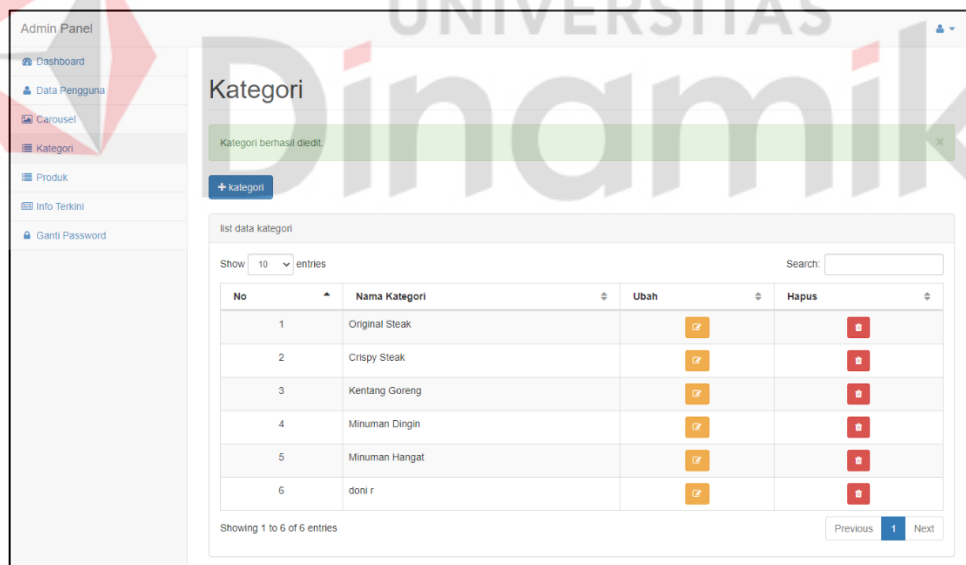 UNIVERSITAS
Dinamik
Admin Panel
Dashboard
Data Pengguna
Carousel
Kategori
Produk
Info Terkini
Ganti Password
Kategori
Kategori berhasil diedit.
×
+ kategori
list data kategori
Show 10 entries
Search:
No Nama Kategori Ubah Hapus
1 Original Steak
2 Crispy Steak
3 Kentang Goreng
4 Minuman Dingin
5 Minuman Hangat
6 doni r
Showing 1 to 6 of 6 entries
Previous 1 Next